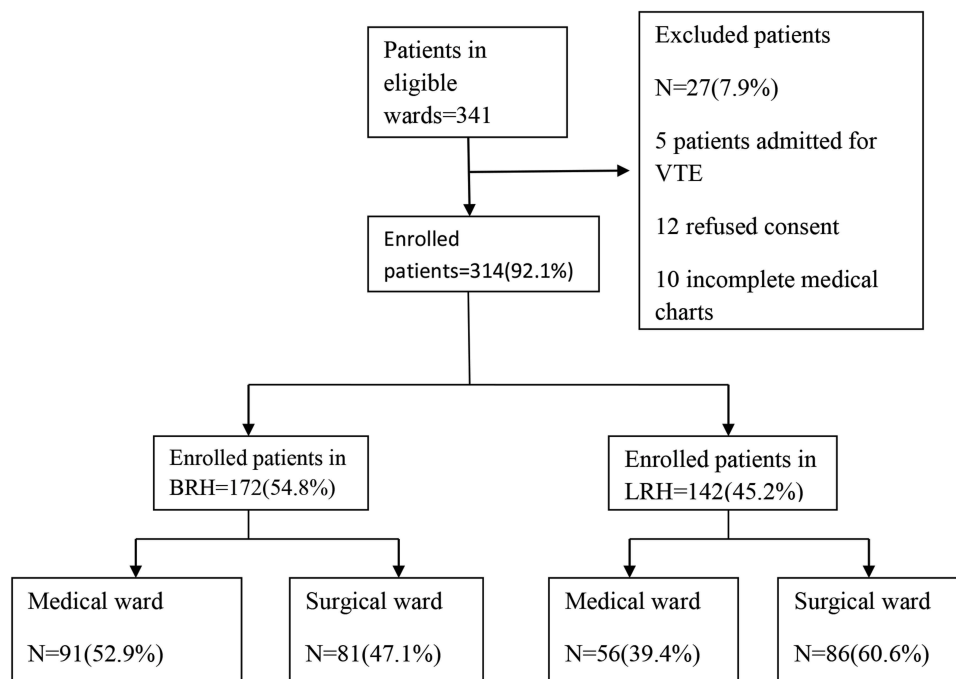 Patients in
eligible
wards=341
Excluded patients
N=27(7.9%)
5 patients admitted for
VTE
12 refused consent
10 incomplete medical
charts
Enrolled
patients=314(92.1%)
Enrolled patients in
BRH=172(54.8%)
Enrolled patients in
LRH=142(45.2%)
Medical ward
N=91(52.9%)
Surgical ward
N=81(47.1%)
Medical ward
N=56(39.4%)
Surgical ward
N=86(60.6%)